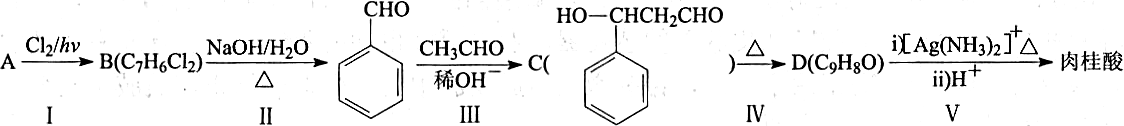 CHO HO—CHCH₂CHO
A Cl₂/hν B(C₇H₆Cl₂) NaOH/H₂O △ CH₃CHO 稀OH⁻ C( ) △ D(C₉H₈O) i)[Ag(NH₃)₂]⁺△ ii)H⁺ 肉桂酸
Ⅰ Ⅱ Ⅲ Ⅳ Ⅴ